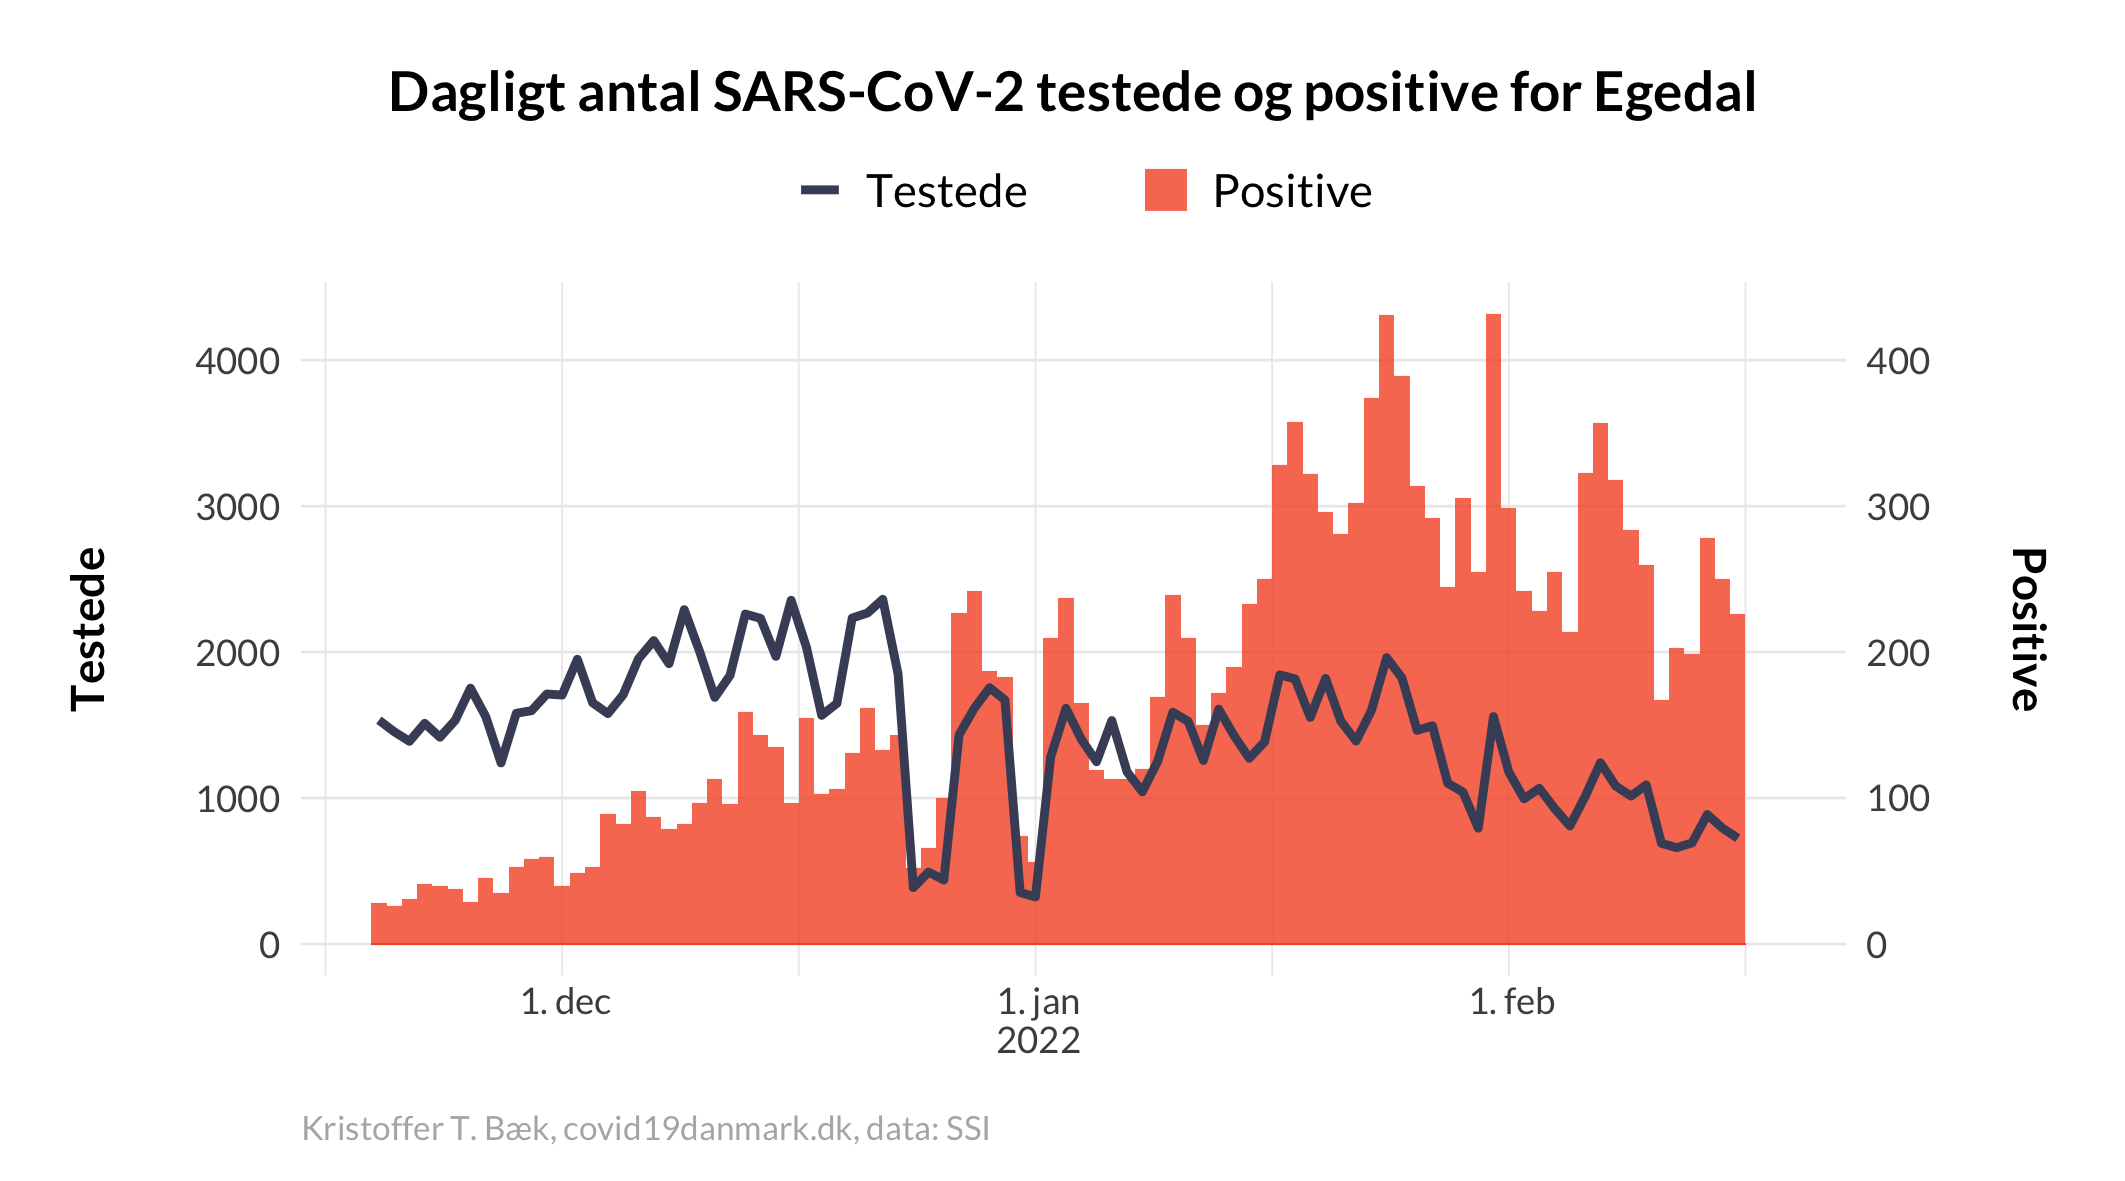 Dagligt antal SARS-CoV-2 testede og positive for Egedal
Testede
Positive
4000
3000
2000
1000
0
Testede
400
300
200
100
0
Positive
1. dec
1. jan
2022
1. feb
Kristoffer T. Bæk, covid19danmark.dk, data: SSI